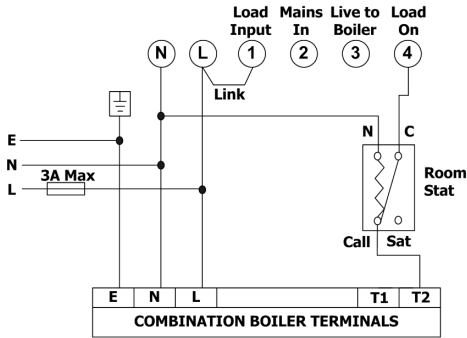 Load Mains Live to Load
Input In Boiler On
N L 1 2 3 4
Link
E
N
3A Max
L
N C
Room
Stat
Call Sat
E N L T1 T2
COMBINATION BOILER TERMINALS